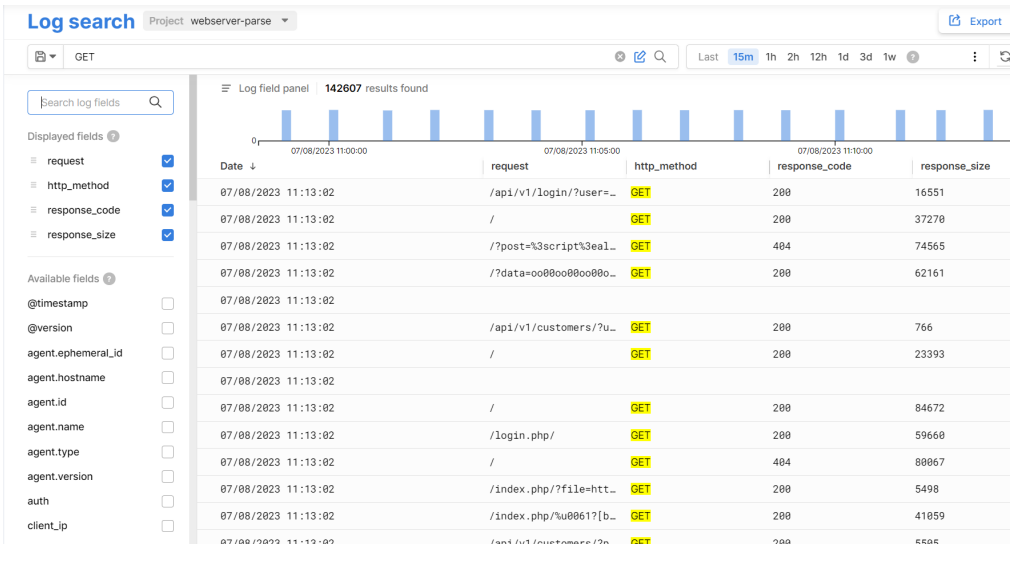 Log search Project webserver-parse Export
GET Last 15m 1h 2h 12h 1d 3d 1w ?
Search log fields
Displayed fields ?
request
http_method
response_code
response_size
Available fields ?
@timestamp
@version
agent.ephemeral_id
agent.hostname
agent.id
agent.name
agent.type
agent.version
auth
client_ip
Log field panel 142607 results found
0
07/08/2023 11:00:00 07/08/2023 11:05:00 07/08/2023 11:10:00
Date ↓ request http_method response_code response_size
07/08/2023 11:13:02 /api/v1/login/?user=… GET 200 16551
07/08/2023 11:13:02 / GET 200 37270
07/08/2023 11:13:02 /?post=%3script%3eal… GET 404 74565
07/08/2023 11:13:02 /?data=oo00oo00oo00o… GET 200 62161
07/08/2023 11:13:02
07/08/2023 11:13:02 /api/v1/customers/?u… GET 200 766
07/08/2023 11:13:02 / GET 200 23393
07/08/2023 11:13:02
07/08/2023 11:13:02 / GET 200 84672
07/08/2023 11:13:02 /login.php/ GET 200 59660
07/08/2023 11:13:02 / GET 404 80067
07/08/2023 11:13:02 /index.php/?file=htt… GET 200 5498
07/08/2023 11:13:02 /index.php/%u0061?[b… GET 200 41059
07/08/2023 11:13:02 /api/v1/customers/?p… GET 200 5505